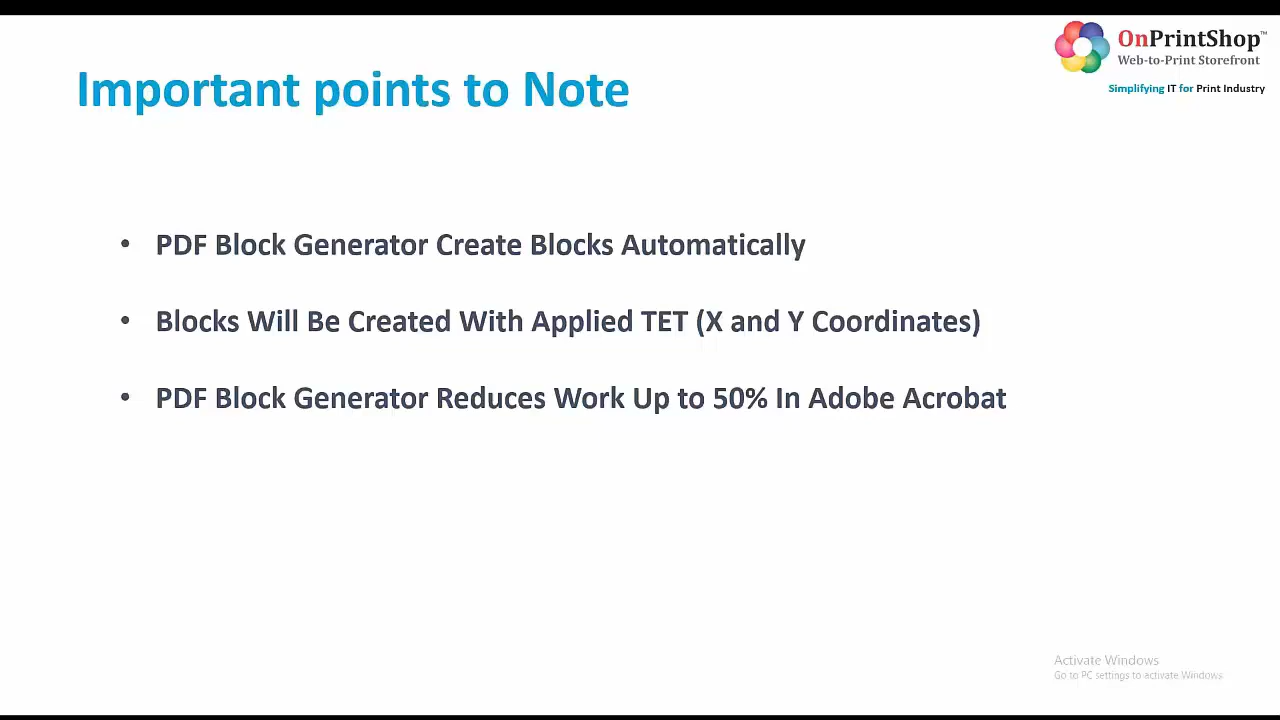 OnPrintShop™
Web-to-Print Storefront
Simplifying IT for Print Industry
Important points to Note
• PDF Block Generator Create Blocks Automatically
• Blocks Will Be Created With Applied TET (X and Y Coordinates)
• PDF Block Generator Reduces Work Up to 50% In Adobe Acrobat
Activate Windows
Go to PC settings to activate Windows